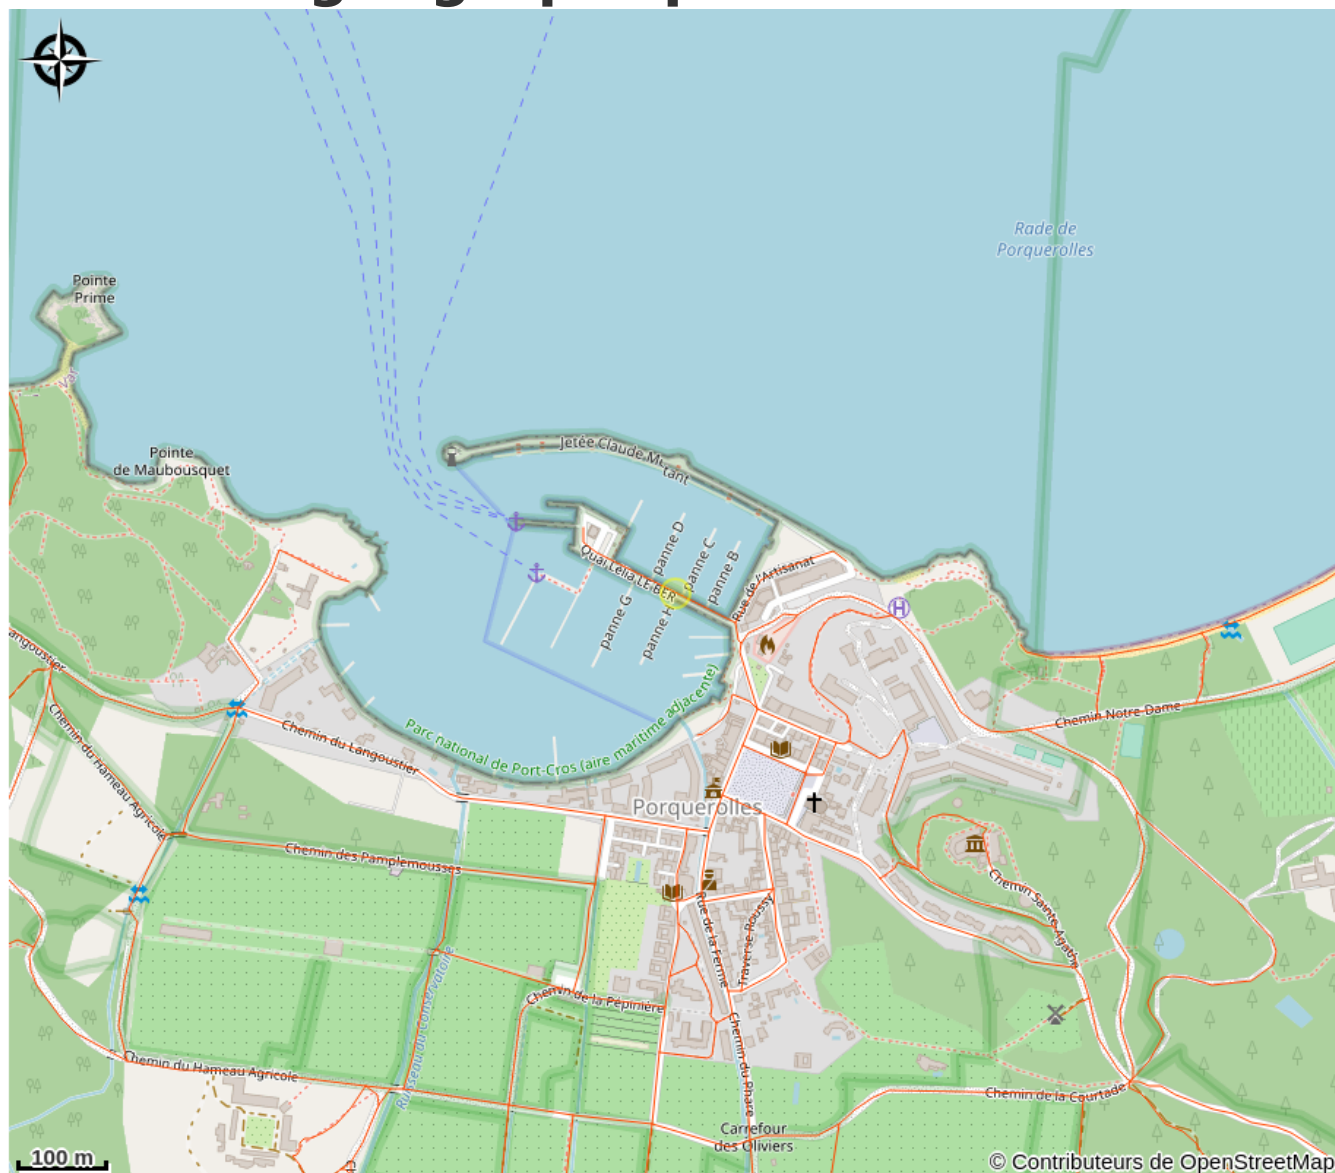 Rade de
Porquerolles
Pointe
Prime
Var
Pointe
de Maubousquet
Jetée Claude Mu
tant
panne D
panne C
panne B
Quai Lélia LE BER
Rue de l'Artisanat
panne G
panne H
angoustier
Chemin du Langoustier
Parc national de Port-Cros (aire maritime adjacente)
Chemin Notre Dame
Chemin du Hameau Agricole
Porquerolles
Chemin des Pamplemousses
Chemin Sainte Agathe
Rue de la Ferme
Traverse Roussy
Ruisseau du Conservatoire
Chemin de la Pépinière
Chemin du Phare
Chemin du Hameau Agricole
Chemin de la Courtade
Carrefour
des Oliviers
100 m
© Contributeurs de OpenStreetMap